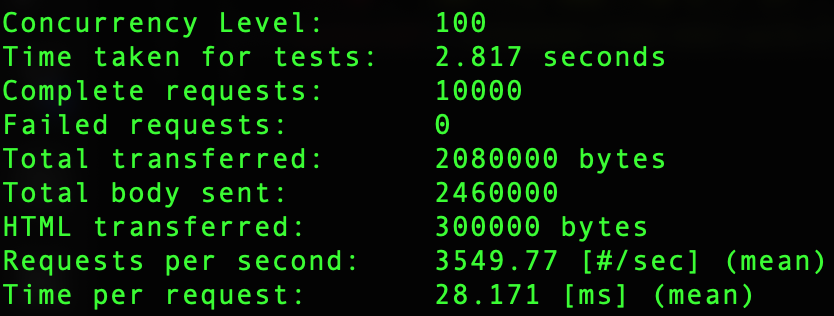 Concurrency Level: 100
Time taken for tests: 2.817 seconds
Complete requests: 10000
Failed requests: 0
Total transferred: 2080000 bytes
Total body sent: 2460000
HTML transferred: 300000 bytes
Requests per second: 3549.77 [#/sec] (mean)
Time per request: 28.171 [ms] (mean)